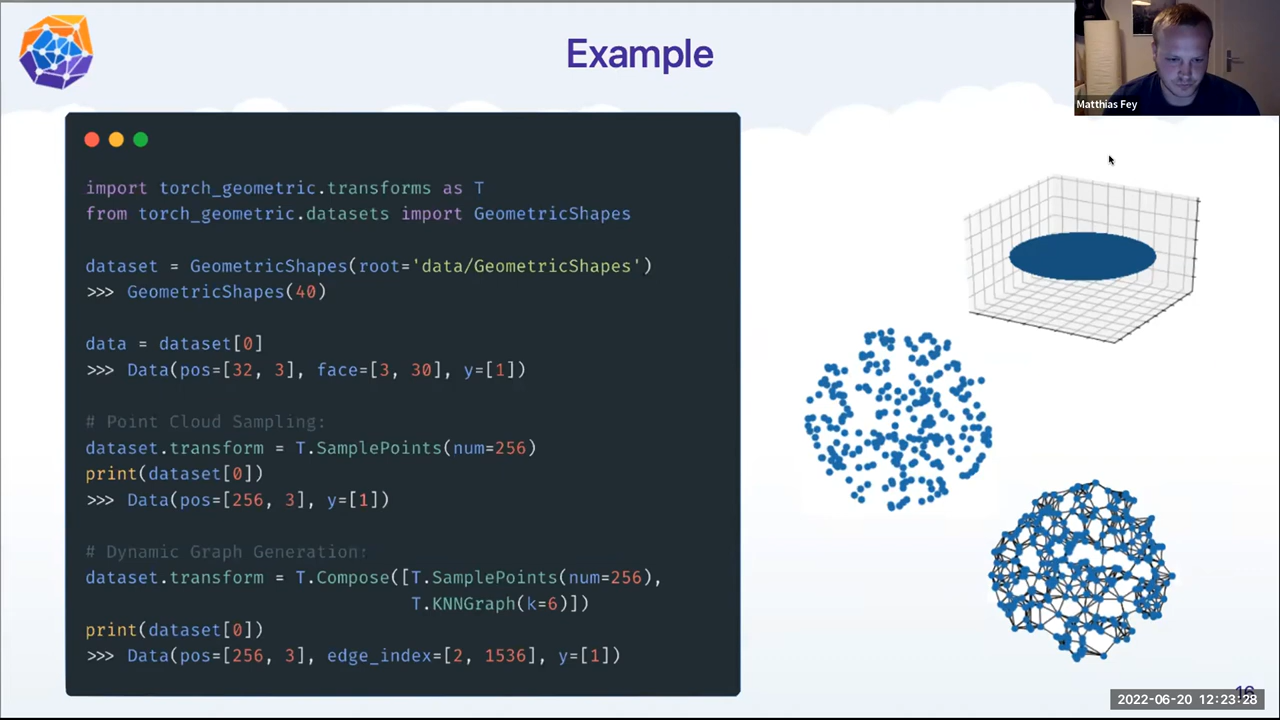 Example
Matthias Fey
import torch_geometric.transforms as T
from torch_geometric.datasets import GeometricShapes
dataset = GeometricShapes(root='data/GeometricShapes')
>>> GeometricShapes(40)
data = dataset[0]
>>> Data(pos=[32, 3], face=[3, 30], y=[1])
# Point Cloud Sampling:
dataset.transform = T.SamplePoints(num=256)
print(dataset[0])
>>> Data(pos=[256, 3], y=[1])
# Dynamic Graph Generation:
dataset.transform = T.Compose([T.SamplePoints(num=256),
T.KNNGraph(k=6)])
print(dataset[0])
>>> Data(pos=[256, 3], edge_index=[2, 1536], y=[1])
16
2022-06-20 12:23:28